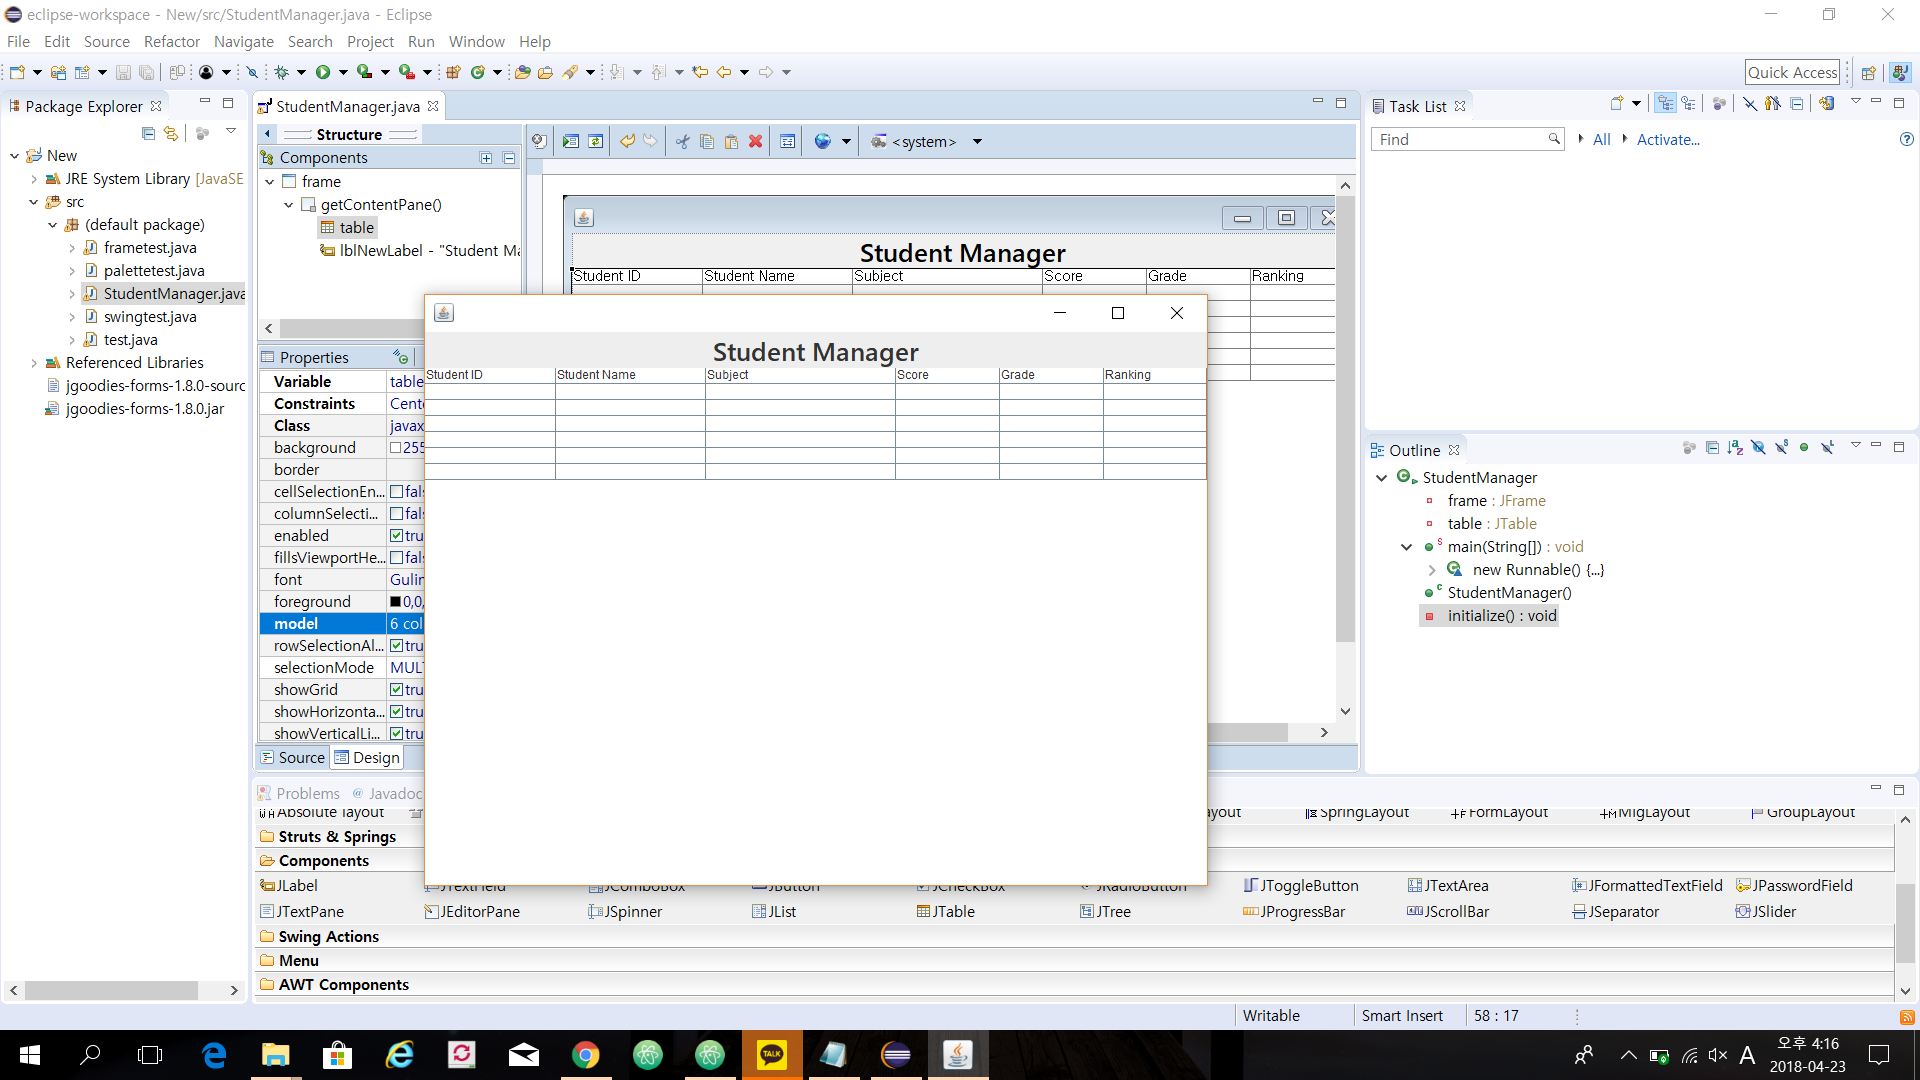 eclipse-workspace - New/src/StudentManager.java - Eclipse
File Edit Source Refactor Navigate Search Project Run Window Help
Quick Access
Package Explorer
New
JRE System Library [JavaSE
src
(default package)
frametest.java
palettetest.java
StudentManager.java
swingtest.java
test.java
Referenced Libraries
jgoodies-forms-1.8.0-sourc
jgoodies-forms-1.8.0.jar
StudentManager.java
Structure
Components
frame
getContentPane()
table
lblNewLabel - "Student Ma
<system>
Student Manager
Student ID Student Name Subject Score Grade Ranking
Properties
Variable table
Constraints Cente
Class javax
background 255
border
cellSelectionEn... fals
columnSelecti... fals
enabled tru
fillsViewportHe... fals
font Gulim
foreground 0,0,
model 6 col
rowSelectionAl... tru
selectionMode MULT
showGrid tru
showHorizonta... tru
showVerticalLi... tru
Source Design
Student Manager
Student ID Student Name Subject Score Grade Ranking
Task List
Find
All Activate...
Outline
StudentManager
frame : JFrame
table : JTable
main(String[]) : void
new Runnable() {...}
StudentManager()
initialize() : void
Problems @ Javadoc
Absolute layout SpringLayout FormLayout MigLayout GroupLayout
Struts & Springs
Components
JLabel JTextField JComboBox JButton JCheckBox JRadioButton JToggleButton JTextArea JFormattedTextField JPasswordField
JTextPane JEditorPane JSpinner JList JTable JTree JProgressBar JScrollBar JSeparator JSlider
Swing Actions
Menu
AWT Components
Writable Smart Insert 58 : 17
TALK
A
오후 4:16
2018-04-23